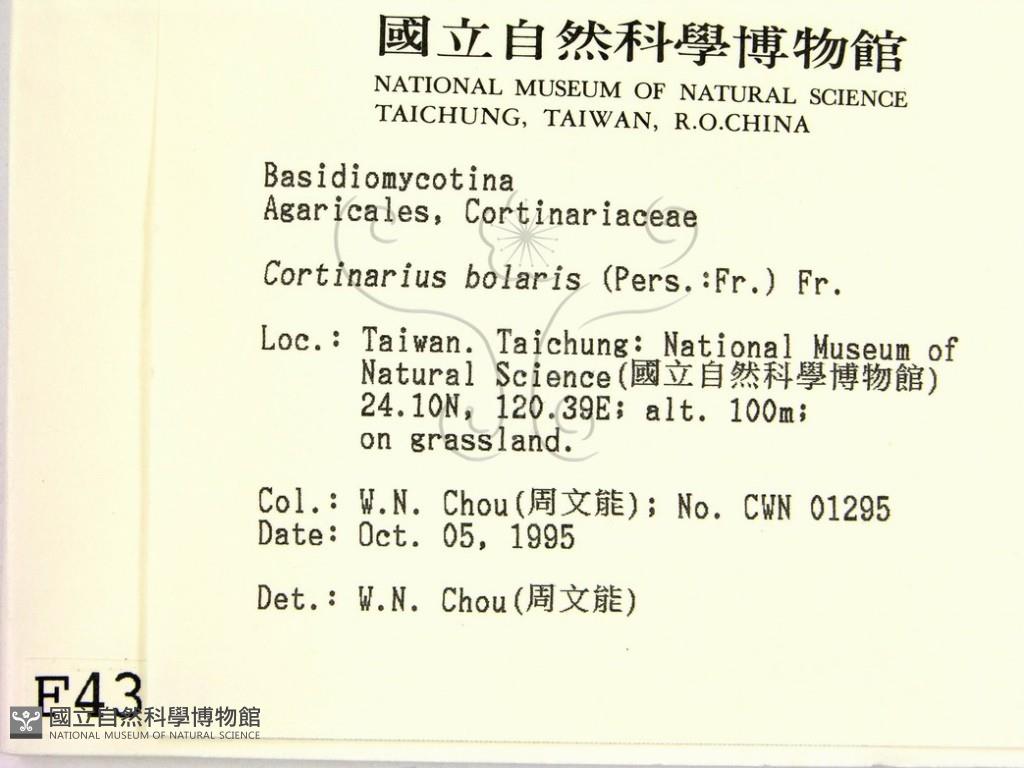 國立自然科學博物館
NATIONAL MUSEUM OF NATURAL SCIENCE
TAICHUNG, TAIWAN, R.O.CHINA
Basidiomycotina
Agaricales, Cortinariaceae
Cortinarius bolaris (Pers.:Fr.) Fr.
Loc.: Taiwan. Taichung: National Museum of
Natural Science(國立自然科學博物館)
24.10N, 120.39E; alt. 100m;
on grassland.
Col.: W.N. Chou(周文能); No. CWN 01295
Date: Oct. 05, 1995
Det.: W.N. Chou(周文能)
F43
國立自然科學博物館
NATIONAL MUSEUM OF NATURAL SCIENCE